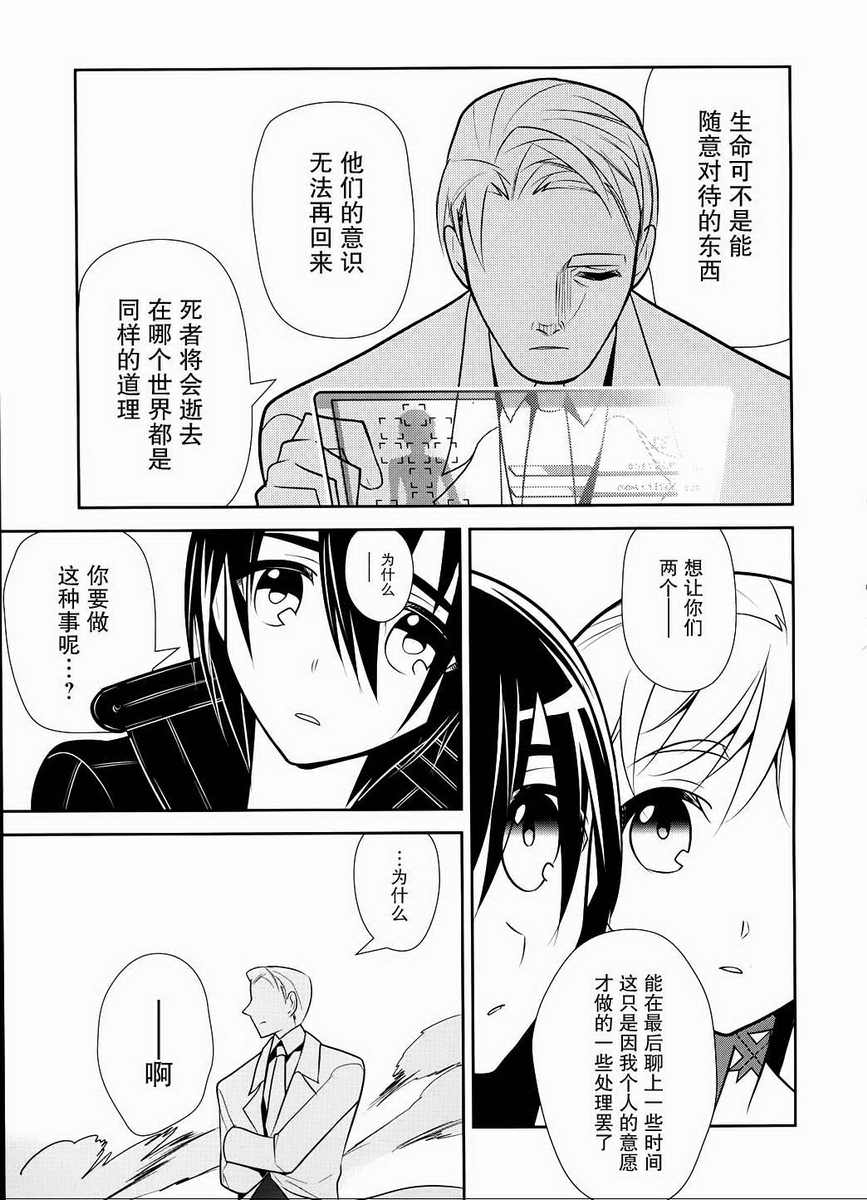 生命可不是能
随意对待的东西
他们的意识
无法再回来
死者将会逝去
在哪个世界都是
同样的道理
想让你们
两个——
能在最后聊上一些时间
这只是因我个人的意愿
才做的一些处理罢了
为什么
——
你要做
这种事呢…?
…为什么
——啊